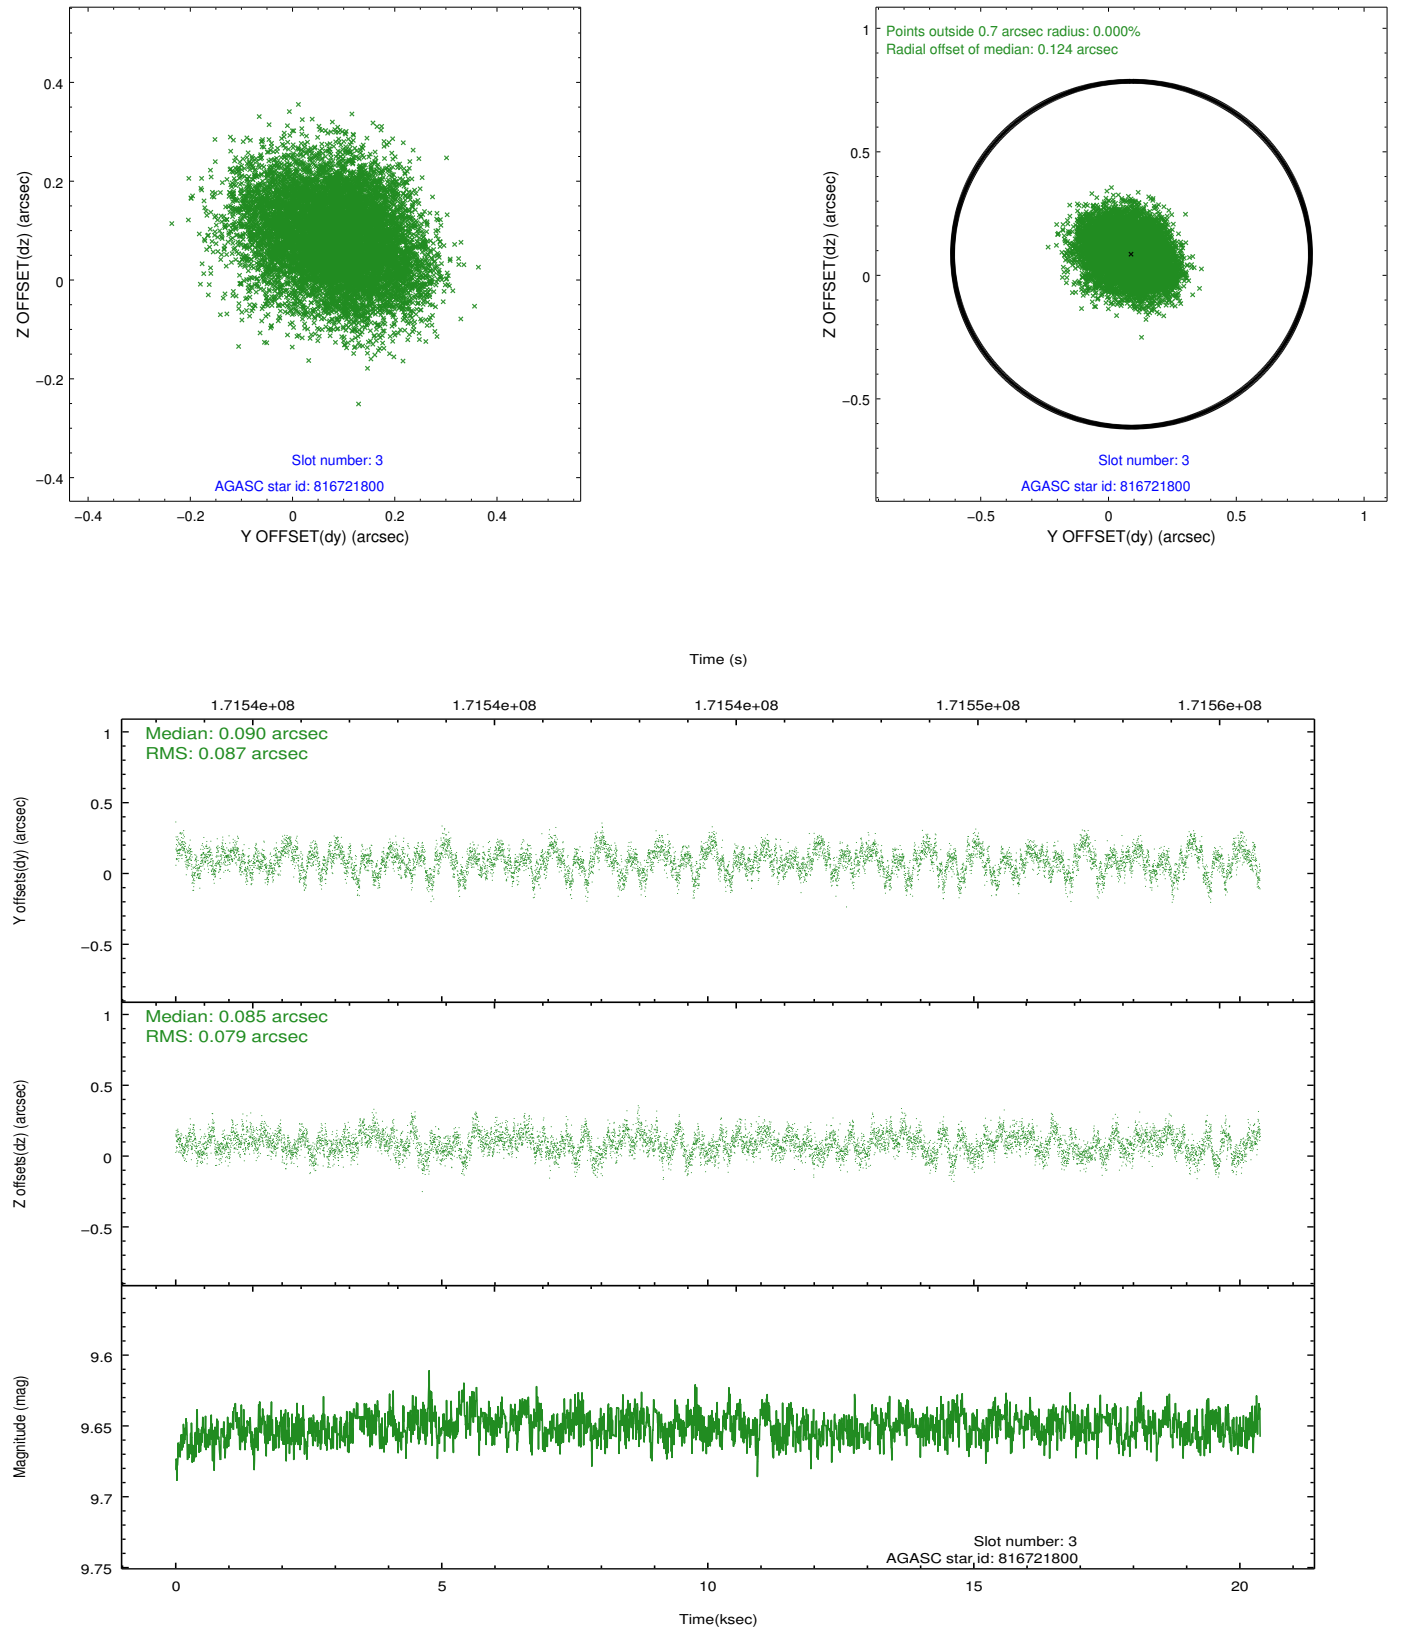 0.4
0.2
0
−0.2
−0.4
Z OFFSET(dz) (arcsec)
Slot number: 3
AGASC star id: 816721800
−0.4 −0.2 0 0.2 0.4
Y OFFSET(dy) (arcsec)
Points outside 0.7 arcsec radius: 0.000%
Radial offset of median: 0.124 arcsec
1
0.5
0
−0.5
Z OFFSET(dz) (arcsec)
Slot number: 3
AGASC star id: 816721800
−0.5 0 0.5 1
Y OFFSET(dy) (arcsec)
Time (s)
1.7154e+08 1.7154e+08 1.7154e+08 1.7155e+08 1.7156e+08
Median: 0.090 arcsec
RMS: 0.087 arcsec
1
0.5
0
−0.5
Y offsets(dy) (arcsec)
Median: 0.085 arcsec
RMS: 0.079 arcsec
1
0.5
0
−0.5
Z offsets(dz) (arcsec)
9.6
9.65
9.7
9.75
Magnitude (mag)
Slot number: 3
AGASC star id: 816721800
0 5 10 15 20
Time(ksec)